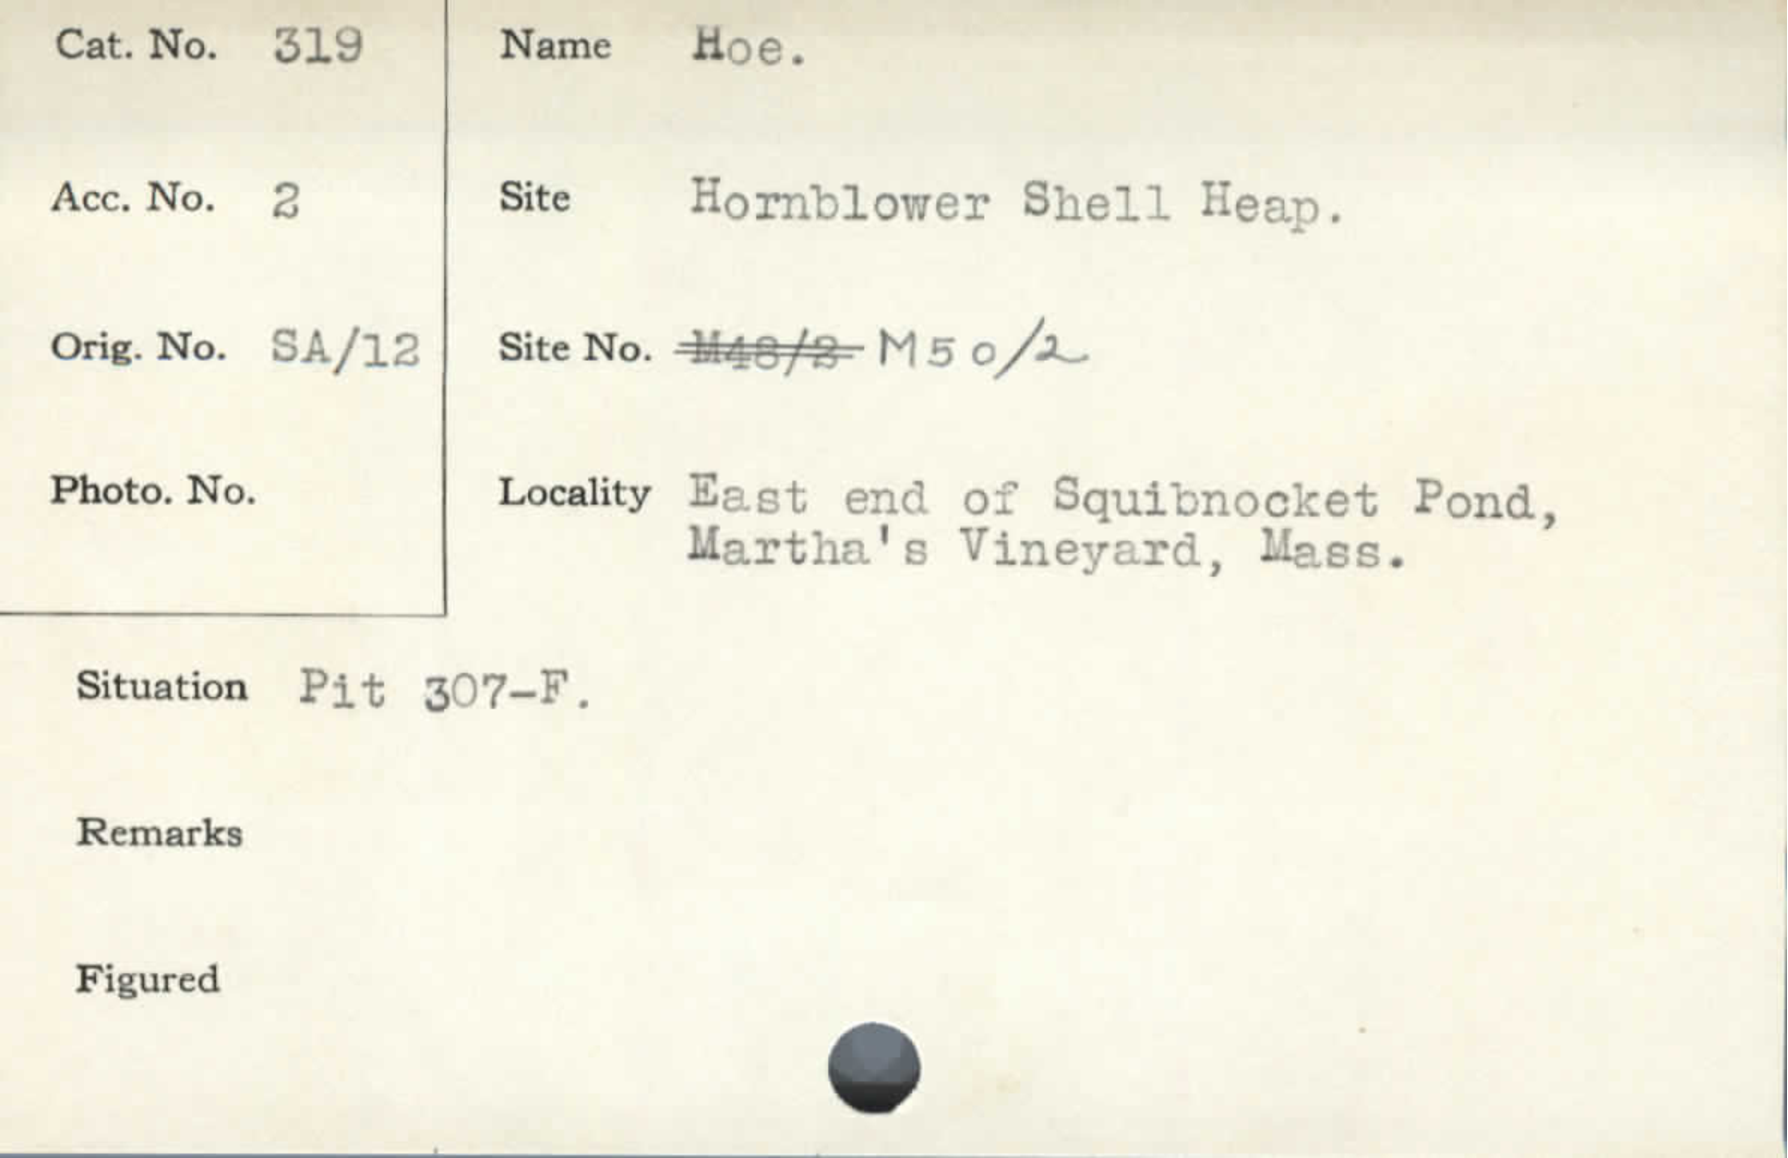 Cat. No. 319
Name Hoe.
Acc. No. 2
Site Hornblower Shell Heap.
Orig. No. SA/12
Site No. M48/2 M50/2
Photo. No.
Locality East end of Squibnocket Pond,
Martha's Vineyard, Mass.
Situation Pit 307-F.
Remarks
Figured